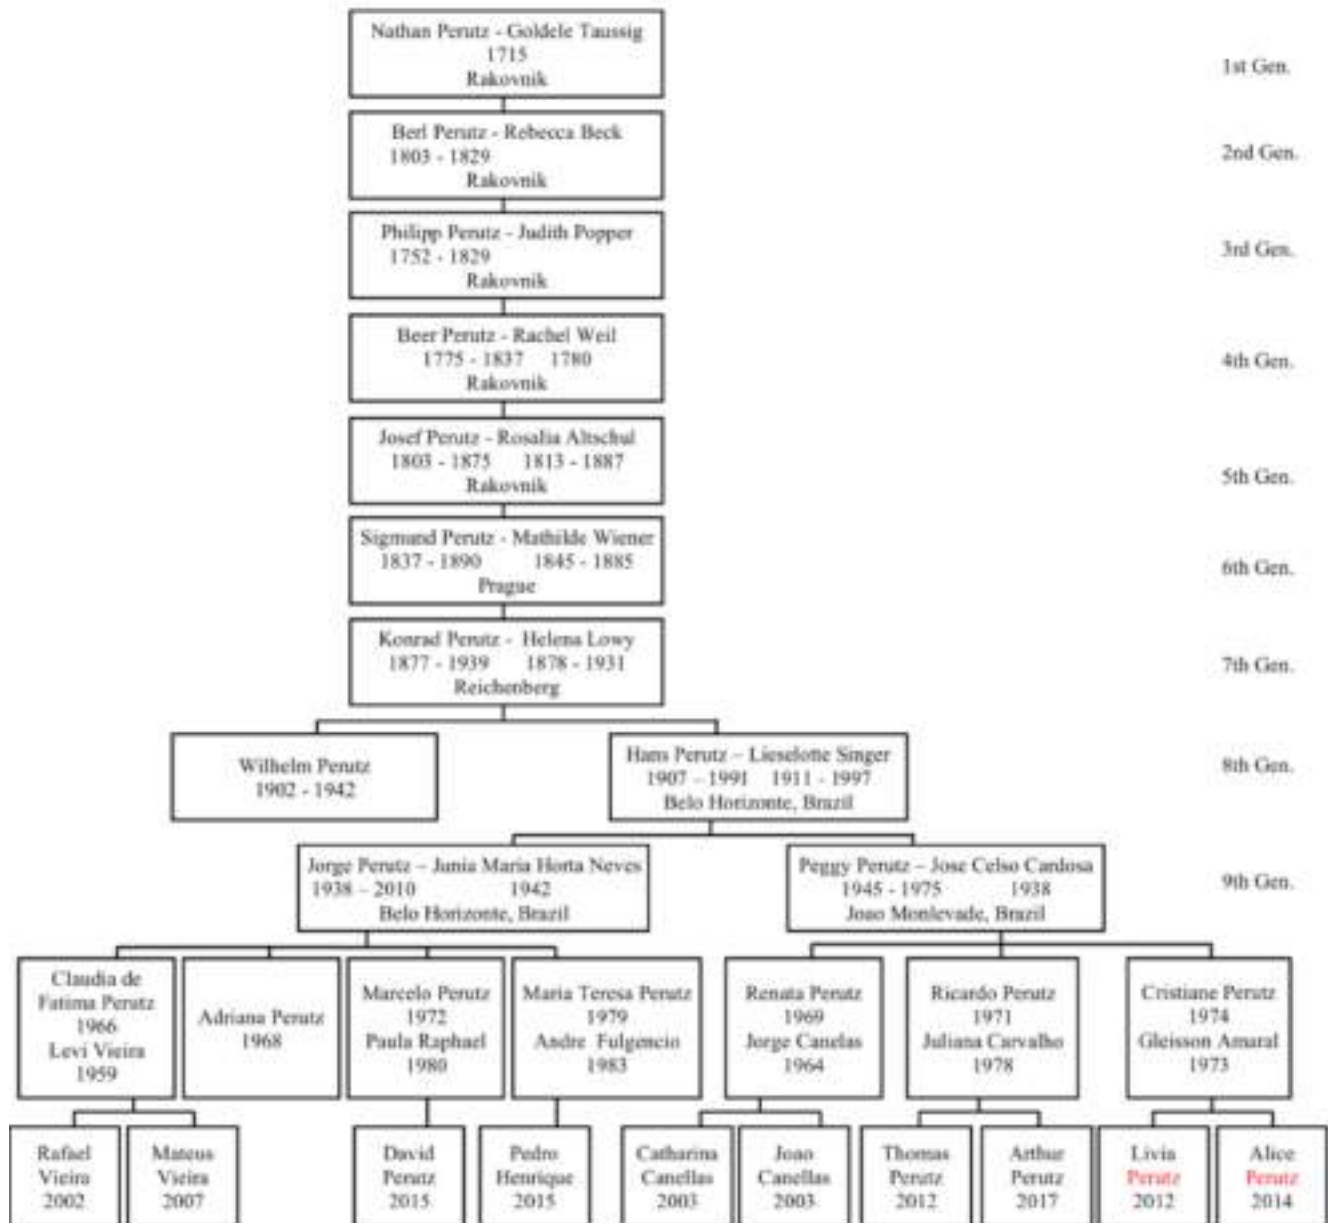 Nathan Perutz - Goldele Taussig
1715
Rakovnik
1st Gen.
Berl Perutz - Rebecca Beck
1803 - 1829
Rakovnik
2nd Gen.
Philipp Perutz - Judith Popper
1752 - 1829
Rakovnik
3rd Gen.
Beer Perutz - Rachel Weil
1775 - 1837 1780
Rakovnik
4th Gen.
Josef Perutz - Rosalia Altschul
1803 - 1875 1813 - 1887
Rakovnik
5th Gen.
Sigmund Perutz - Mathilde Wiener
1837 - 1890 1845 - 1885
Prague
6th Gen.
Konrad Perutz - Helena Lowy
1877 - 1939 1878 - 1931
Reichenberg
7th Gen.
Wilhelm Perutz
1902 - 1942
Hans Perutz – Lieselotte Singer
1907 – 1991 1911 - 1997
Belo Horizonte, Brazil
8th Gen.
Jorge Perutz – Junia Maria Horta Neves
1938 – 2010 1942
Belo Horizonte, Brazil
Peggy Perutz – Jose Celso Cardosa
1945 - 1975 1938
Joao Monlevade, Brazil
9th Gen.
Claudia de
Fatima Perutz
1966
Levi Vieira
1959
Adriana Perutz
1968
Marcelo Perutz
1972
Paula Raphael
1980
Maria Teresa Perutz
1979
Andre Fulgencio
1983
Renata Perutz
1969
Jorge Canelas
1964
Ricardo Perutz
1971
Juliana Carvalho
1978
Cristiane Perutz
1974
Gleisson Amaral
1973
Rafael
Vieira
2002
Mateus
Vieira
2007
David
Perutz
2015
Pedro
Henrique
2015
Catharina
Canellas
2003
Joao
Canellas
2003
Thomas
Perutz
2012
Arthur
Perutz
2017
Livia
Perutz
2012
Alice
Perutz
2014